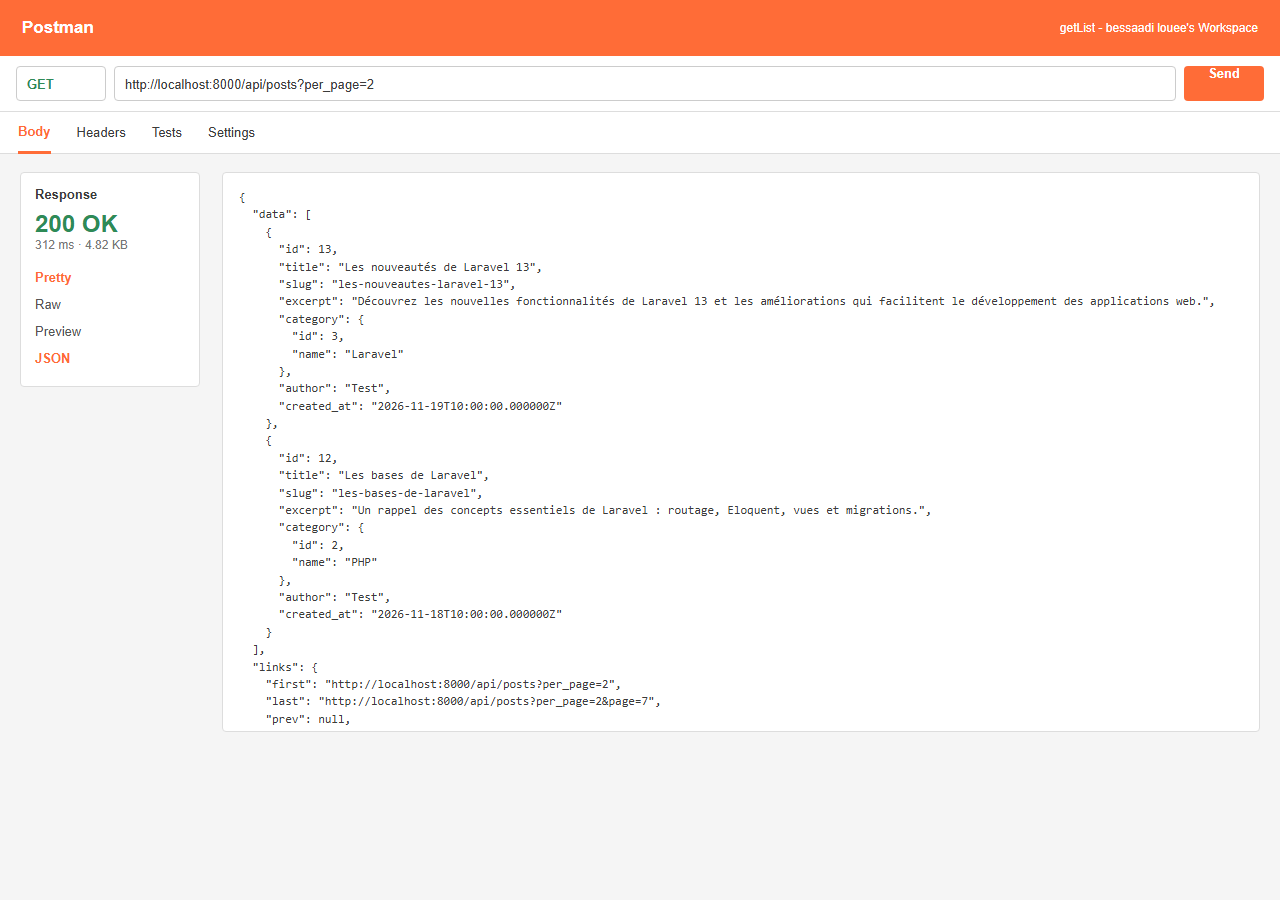 Postman
getList - bessaadi louee's Workspace
GET
http://localhost:8000/api/posts?per_page=2
Send
Body
Headers
Tests
Settings
Response
200 OK
312 ms · 4.82 KB
Pretty
Raw
Preview
JSON
{
  "data": [
    {
      "id": 13,
      "title": "Les nouveautés de Laravel 13",
      "slug": "les-nouveautes-laravel-13",
      "excerpt": "Découvrez les nouvelles fonctionnalités de Laravel 13 et les améliorations qui facilitent le développement des applications web.",
      "category": {
        "id": 3,
        "name": "Laravel"
      },
      "author": "Test",
      "created_at": "2026-11-19T10:00:00.000000Z"
    },
    {
      "id": 12,
      "title": "Les bases de Laravel",
      "slug": "les-bases-de-laravel",
      "excerpt": "Un rappel des concepts essentiels de Laravel : routage, Eloquent, vues et migrations.",
      "category": {
        "id": 2,
        "name": "PHP"
      },
      "author": "Test",
      "created_at": "2026-11-18T10:00:00.000000Z"
    }
  ],
  "links": {
    "first": "http://localhost:8000/api/posts?per_page=2",
    "last": "http://localhost:8000/api/posts?per_page=2&page=7",
    "prev": null,